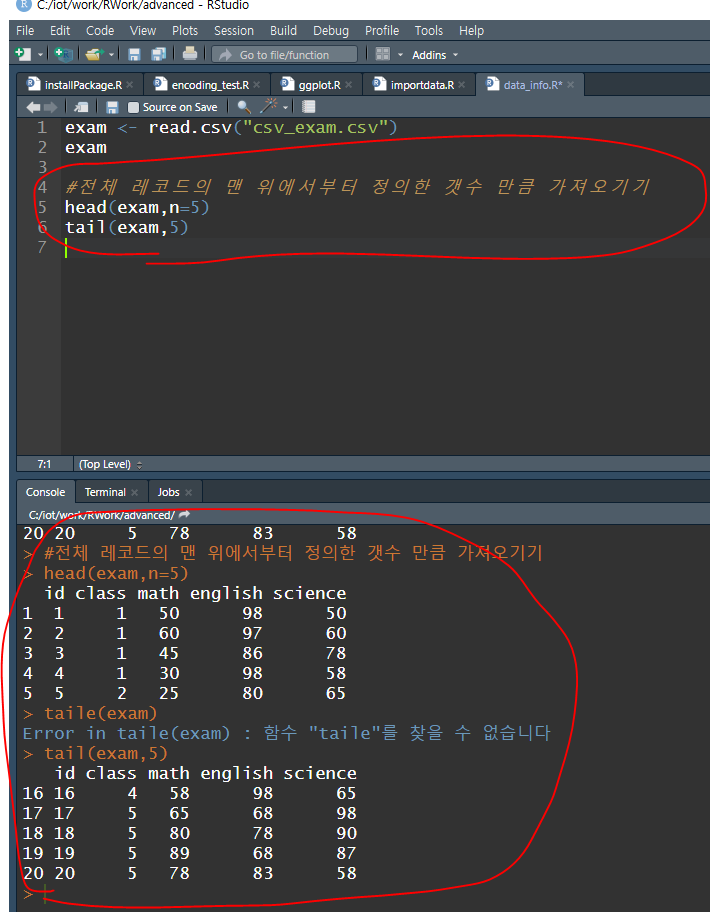 C:/iot/work/RWork/advanced - RStudio
File Edit Code View Plots Session Build Debug Profile Tools Help
Go to file/function Addins
installPackage.R encoding_test.R ggplot.R importdata.R data_info.R*
Source on Save
1 exam <- read.csv("csv_exam.csv")
2 exam
3
4 #전체 레코드의 맨 위에서부터 정의한 갯수 만큼 가져오기기
5 head(exam,n=5)
6 tail(exam,5)
7
7:1 (Top Level)
Console Terminal Jobs
C:/iot/work/RWork/advanced/
20 20 5 78 83 58
> #전체 레코드의 맨 위에서부터 정의한 갯수 만큼 가져오기기
> head(exam,n=5)
id class math english science
1 1 1 50 98 50
2 2 1 60 97 60
3 3 1 45 86 78
4 4 1 30 98 58
5 5 2 25 80 65
> taile(exam)
Error in taile(exam) : 함수 "taile"를 찾을 수 없습니다
> tail(exam,5)
id class math english science
16 16 4 58 98 65
17 17 5 65 68 98
18 18 5 80 78 90
19 19 5 89 68 87
20 20 5 78 83 58
>